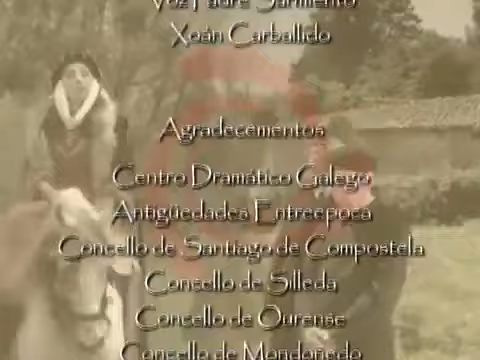 Voz Padre Sarmiento
Xoán Carballido
Agradecementos
Centro Dramático Galego
Antigüedades Entreepoca
Concello de Santiago de Compostela
Concello de Silleda
Concello de Ourense
Concello de Mondoñedo